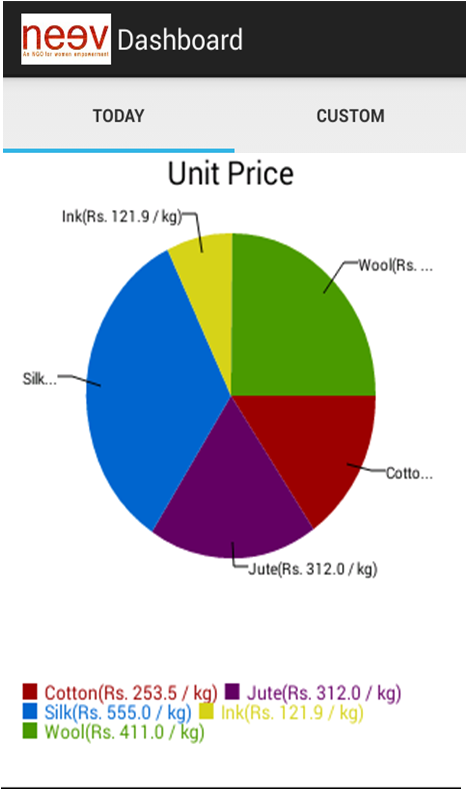 neev
An NGO for women empowerment
Dashboard
TODAY CUSTOM
Unit Price
Ink(Rs. 121.9 / kg)
Wool(Rs. ...
Silk...
Cotto...
Jute(Rs. 312.0 / kg)
Cotton(Rs. 253.5 / kg) Jute(Rs. 312.0 / kg)
Silk(Rs. 555.0 / kg) Ink(Rs. 121.9 / kg)
Wool(Rs. 411.0 / kg)